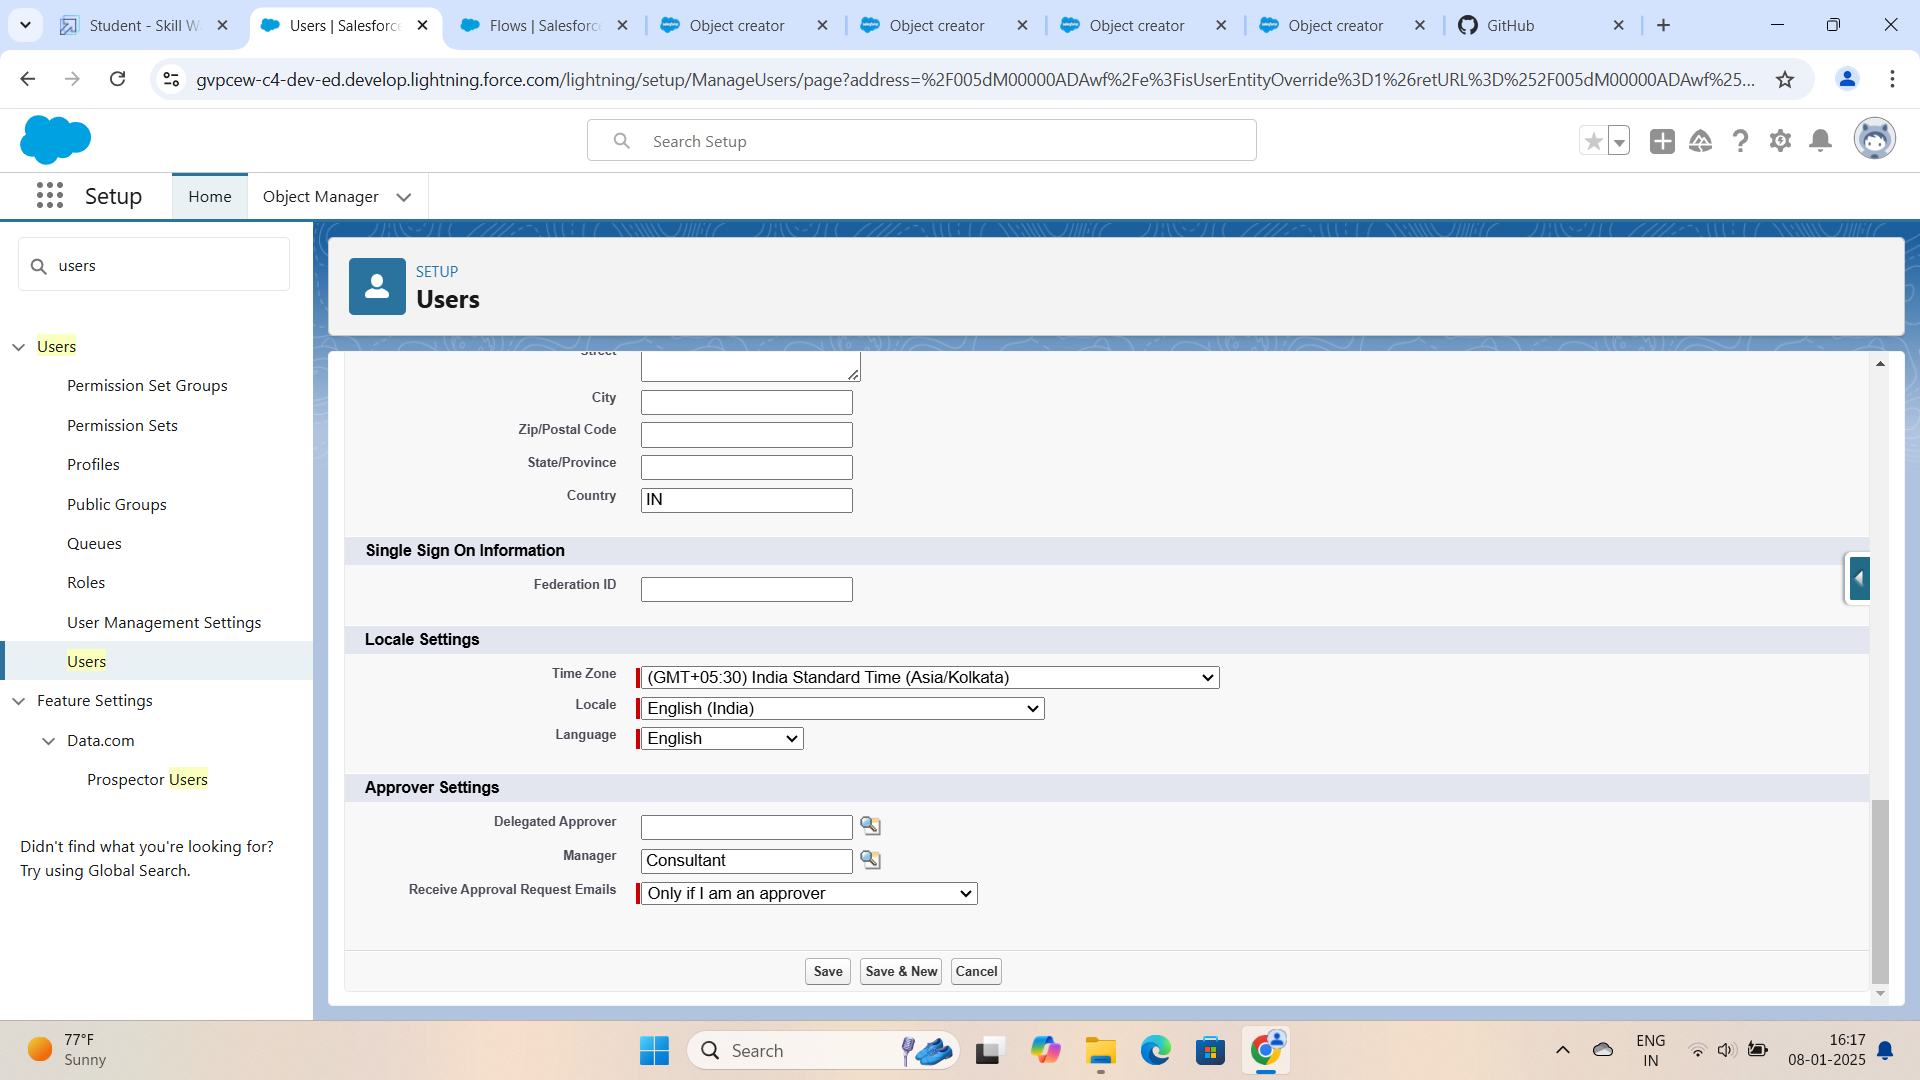 Student - Skill W
Users | Salesforce
Flows | Salesforce
Object creator
Object creator
Object creator
Object creator
GitHub
gvpcew-c4-dev-ed.develop.lightning.force.com/lightning/setup/ManageUsers/page?address=%2F005dM00000ADAwf%2Fe%3FisUserEntityOverride%3D1%26retURL%3D%252F005dM00000ADAwf%25...
Search Setup
Setup
Home
Object Manager
users
SETUP
Users
Users
Permission Set Groups
Permission Sets
Profiles
Public Groups
Queues
Roles
User Management Settings
Users
Feature Settings
Data.com
Prospector Users
Didn't find what you're looking for?
Try using Global Search.
Street
City
Zip/Postal Code
State/Province
Country IN
Single Sign On Information
Federation ID
Locale Settings
Time Zone (GMT+05:30) India Standard Time (Asia/Kolkata)
Locale English (India)
Language English
Approver Settings
Delegated Approver
Manager Consultant
Receive Approval Request Emails Only if I am an approver
Save Save & New Cancel
77°F
Sunny
Search
ENG
IN
16:17
08-01-2025